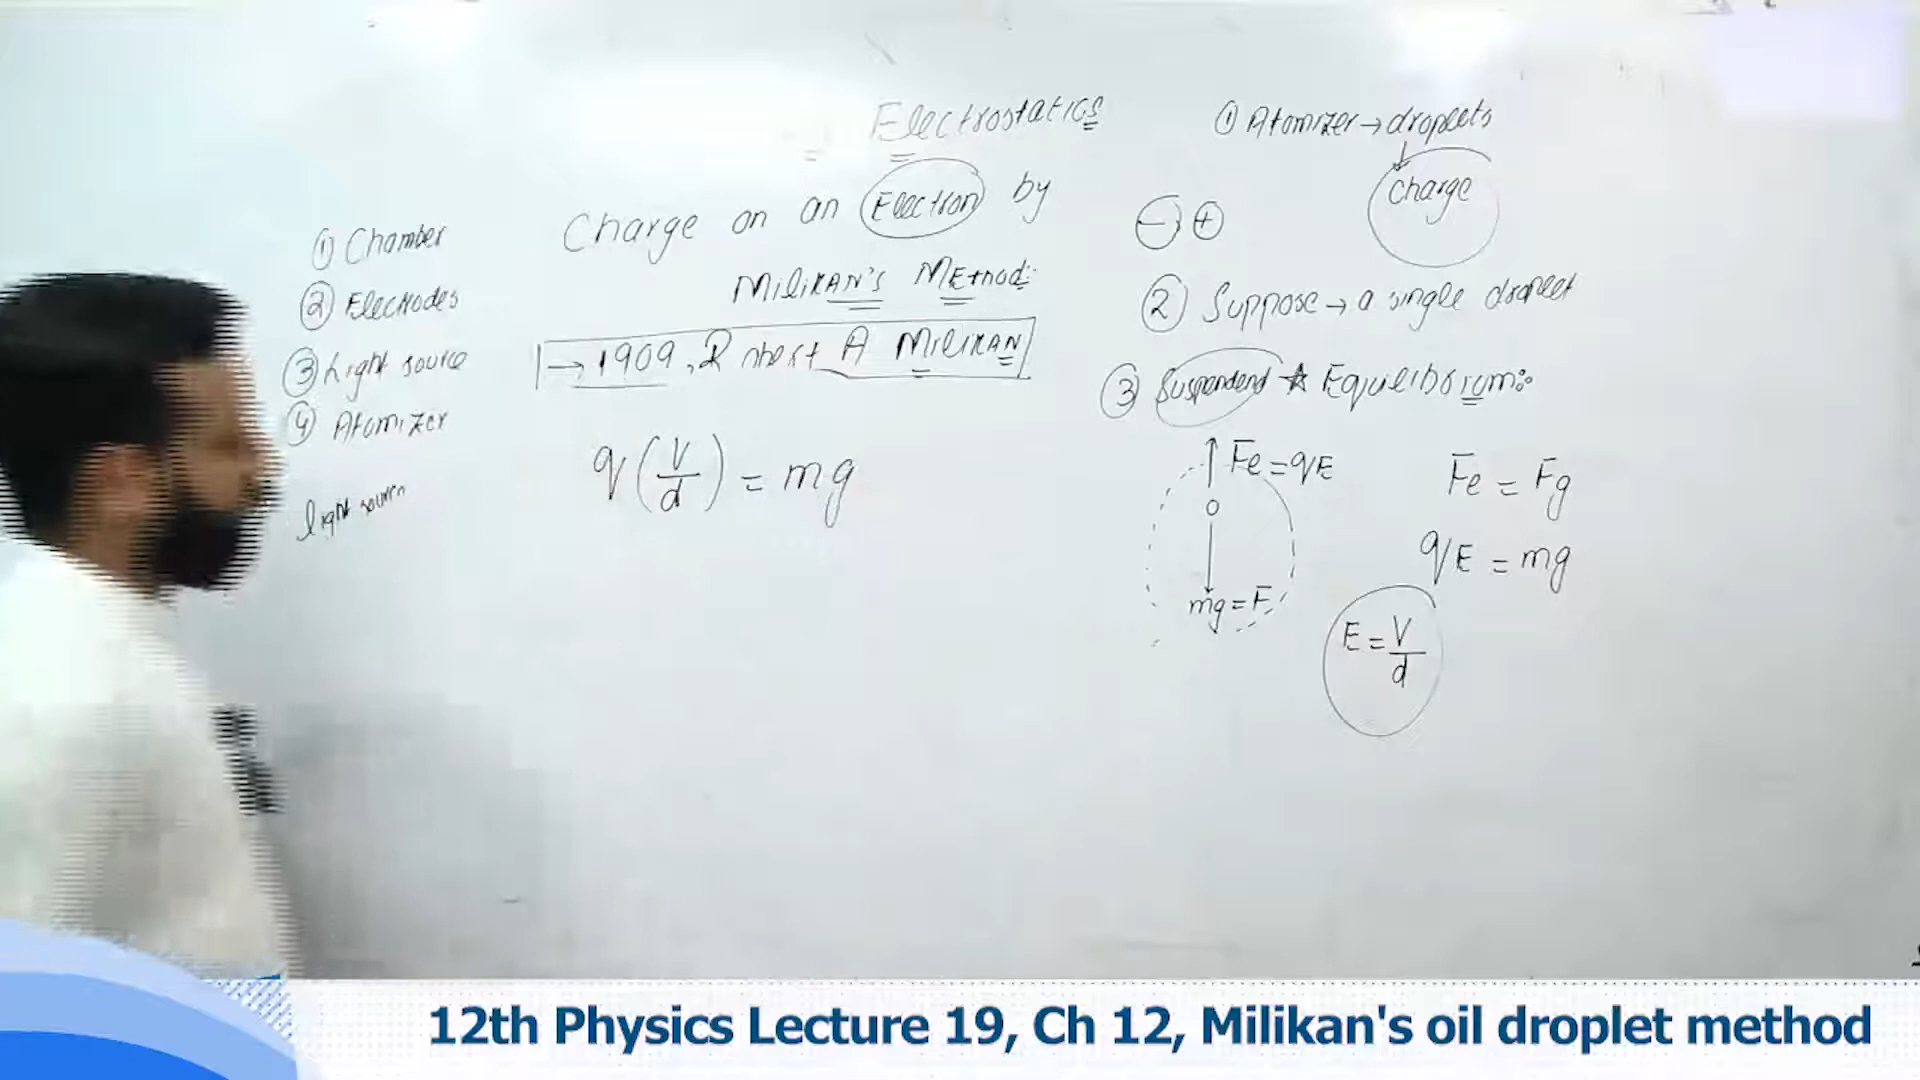 Electrostatics
Charge on an Electron by
Milikan's Method:
→ 1909, Robert A Milikan
q(V/d) = mg
① Chamber
② Electrodes
③ Light source
④ Atomizer
light source
① Atomizer → droplets
↓
Charge
⊖ ⊕
② Suppose → a single droplet
③ Suspended ☆ Equilibrium:
Fe = qE
mg = F
Fe = Fg
qE = mg
E = V/d
12th Physics Lecture 19, Ch 12, Milikan's oil droplet method